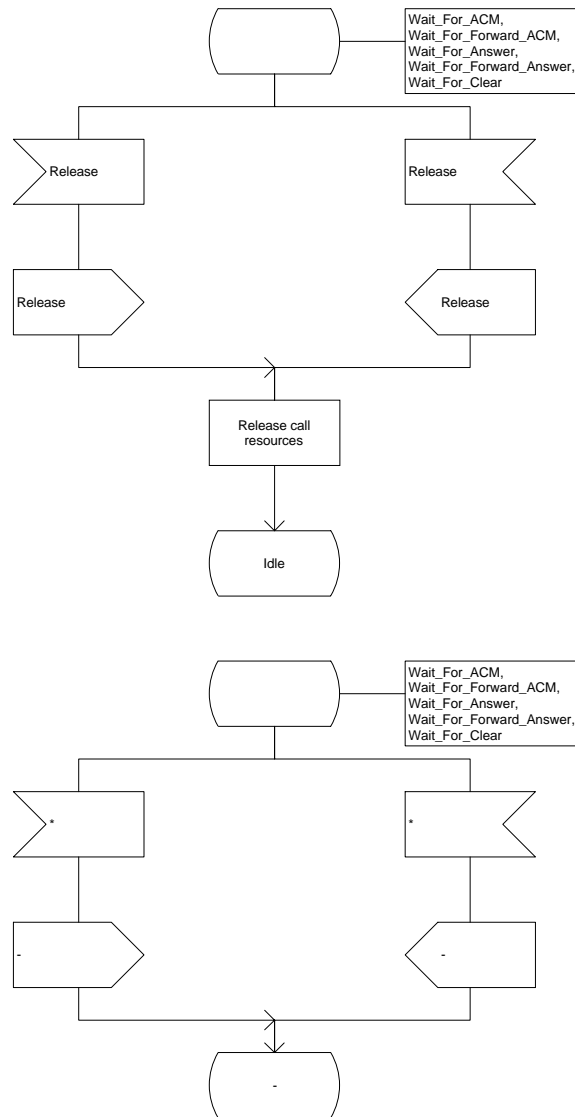 Wait_For_ACM,
Wait_For_Forward_ACM,
Wait_For_Answer,
Wait_For_Forward_Answer,
Wait_For_Clear
Release
Release
Release
Release
Release call
resources
Idle
Wait_For_ACM,
Wait_For_Forward_ACM,
Wait_For_Answer,
Wait_For_Forward_Answer,
Wait_For_Clear
*
*
-
-
-